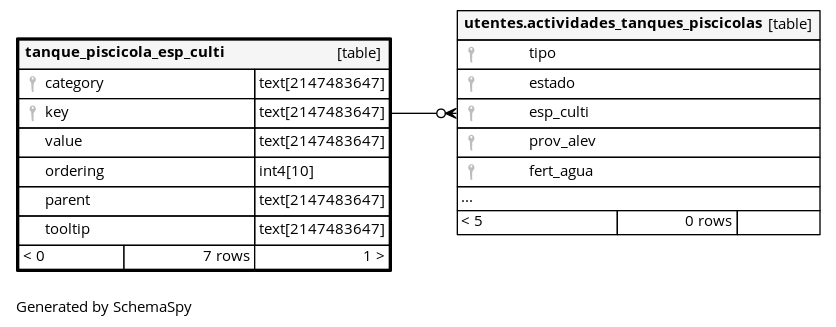 tanque_piscicola_esp_culti [table]
category text[2147483647]
key text[2147483647]
value text[2147483647]
ordering int4[10]
parent text[2147483647]
tooltip text[2147483647]
< 0 7 rows 1 >
utentes.actividades_tanques_piscicolas [table]
tipo
estado
esp_culti
prov_alev
fert_agua
...
< 5 0 rows
Generated by SchemaSpy